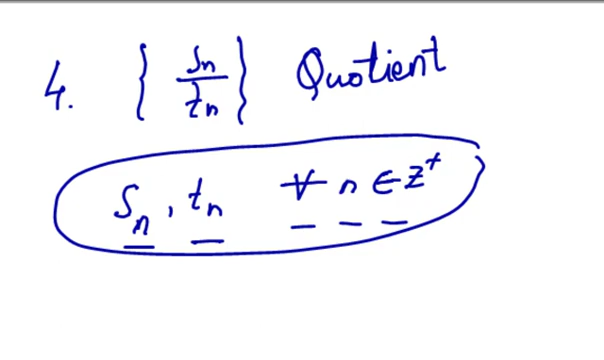 4. { Sn/tn } Quotient
Sn, tn ∀ n ∈ Z⁺